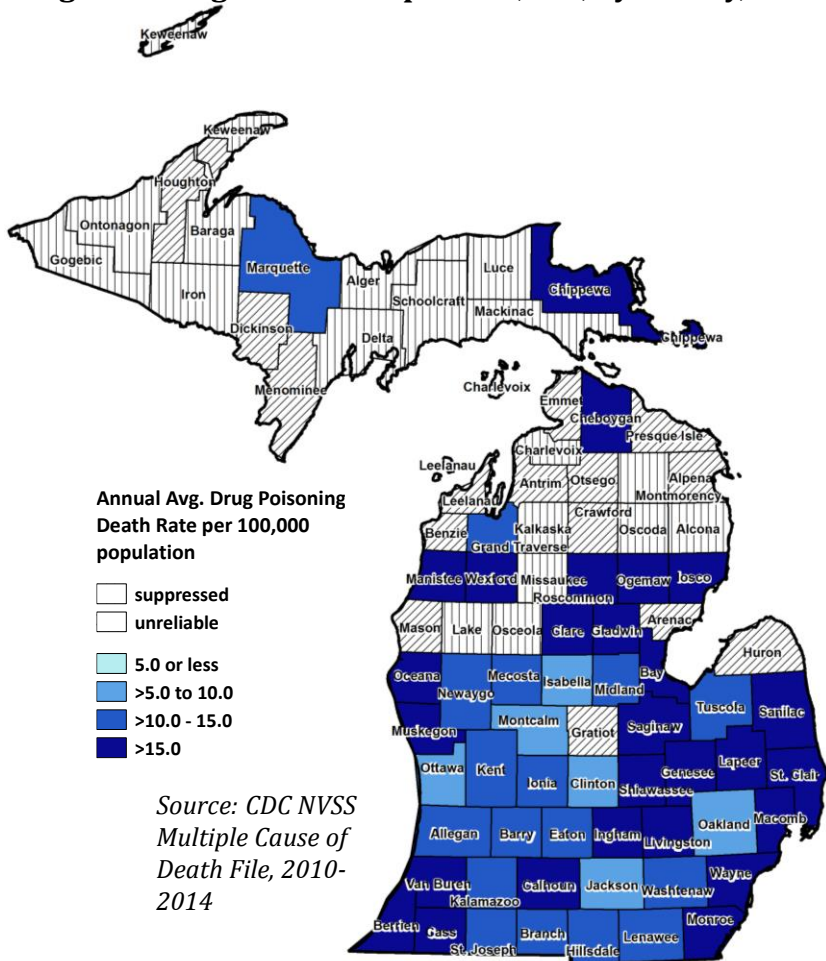 Keweenaw
Keweenaw
Houghton
Ontonagon
Baraga
Gogebic
Marquette
Iron
Alger
Luce
Chippewa
Schoolcraft
Mackinac
Dickinson
Delta
Chippewa
Menominee
Charlevoix
Emmet
Cheboygan
Presque Isle
Charlevoix
Leelanau
Antrim
Otsego
Alpena
Montmorency
Leelanau
Crawford
Benzie
Kalkaska
Oscoda
Alcona
Grand Traverse
Manistee
Wexford
Missaukee
Ogemaw
Iosco
Roscommon
Mason
Lake
Osceola
Clare
Gladwin
Arenac
Huron
Oceana
Newaygo
Mecosta
Isabella
Midland
Bay
Tuscola
Sanilac
Muskegon
Montcalm
Gratiot
Saginaw
Ottawa
Kent
Ionia
Clinton
Shiawassee
Genesee
Lapeer
St. Clair
Allegan
Barry
Eaton
Ingham
Livingston
Oakland
Macomb
Van Buren
Kalamazoo
Calhoun
Jackson
Washtenaw
Wayne
Berrien
Cass
St. Joseph
Branch
Hillsdale
Lenawee
Monroe
Annual Avg. Drug Poisoning
Death Rate per 100,000
population
suppressed
unreliable
5.0 or less
>5.0 to 10.0
>10.0 - 15.0
>15.0
Source: CDC NVSS
Multiple Cause of
Death File, 2010-
2014